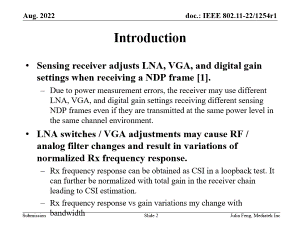 Aug. 2022 doc.: IEEE 802.11-22/1254r1
Introduction
• Sensing receiver adjusts LNA, VGA, and digital gain
settings when receiving a NDP frame [1].
– Due to power measurement errors, the receiver may use different
LNA, VGA, and digital gain settings receiving different sensing
NDP frames even if they are transmitted at the same power level in
the same channel environment.
• LNA switches / VGA adjustments may cause RF /
analog filter changes and result in variations of
normalized Rx frequency response.
– Rx frequency response can be obtained as CSI in a loopback test. It
can further be normalized with total gain in the receiver chain
leading to CSI estimation.
– Rx frequency response vs gain variations my change with
bandwidth
Submission Slide 2 Julia Feng, Mediatek Inc